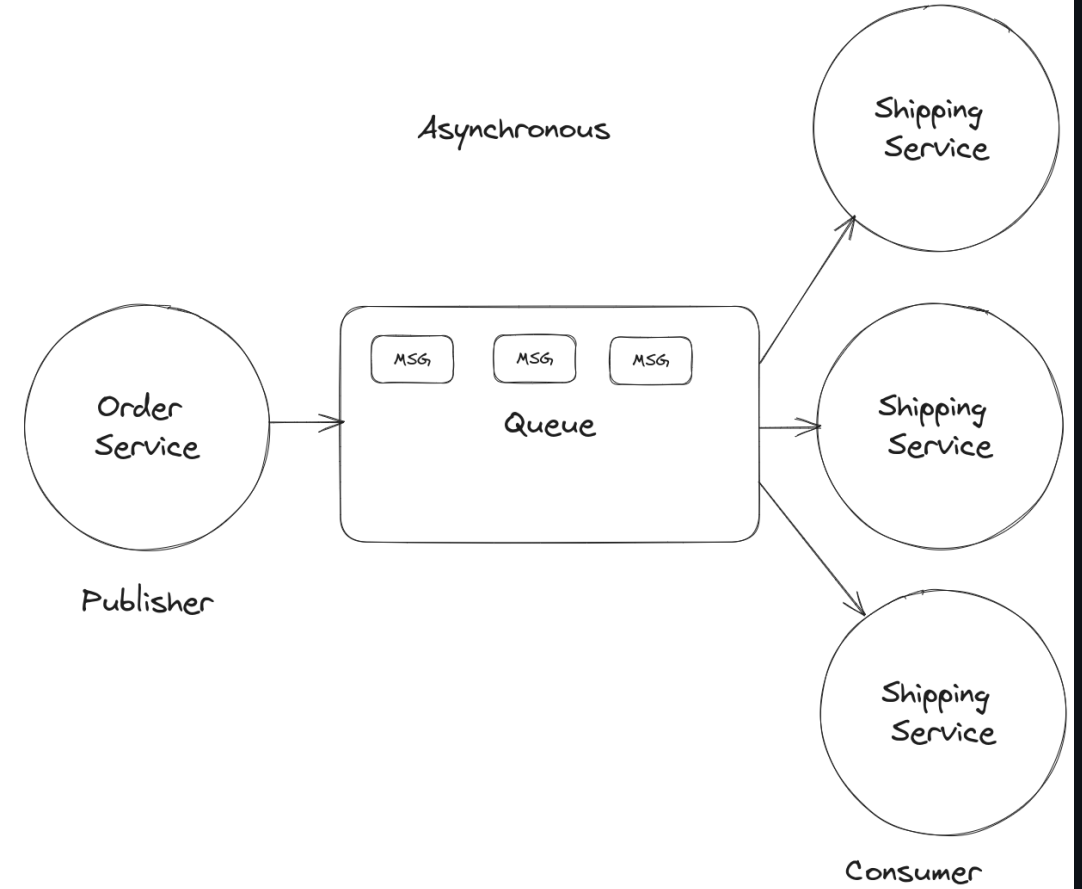 Asynchronous
Shipping
Service
MSG
MSG
MSG
Queue
Order
Service
Shipping
Service
Publisher
Shipping
Service
Consumer